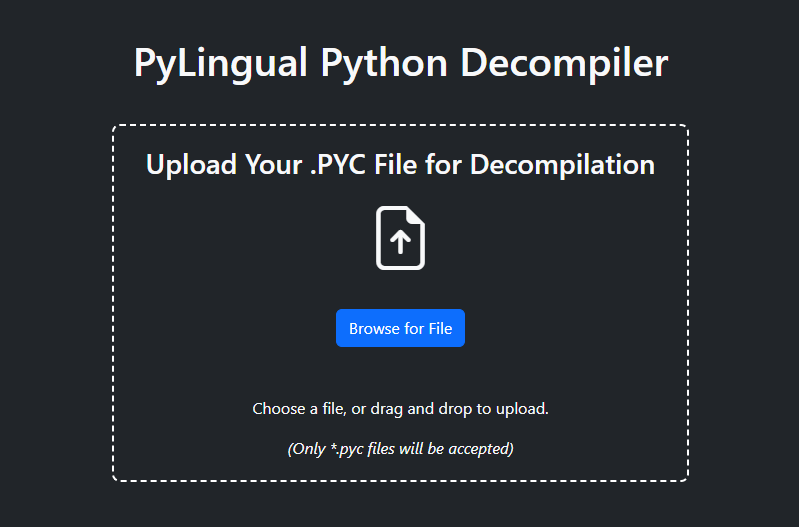 PyLingual Python Decompiler
Upload Your .PYC File for Decompilation
Browse for File
Choose a file, or drag and drop to upload.
(Only *.pyc files will be accepted)